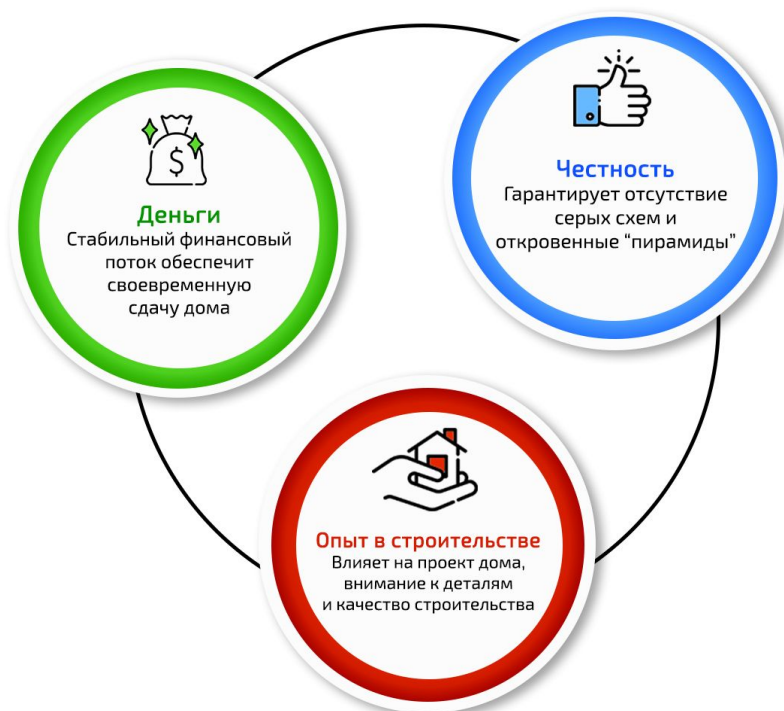 Деньги
Стабильный финансовый
поток обеспечит
своевременную
сдачу дома
Честность
Гарантирует отсутствие
серых схем и
откровенные “пирамиды”
Опыт в строительстве
Влияет на проект дома,
внимание к деталям
и качество строительства